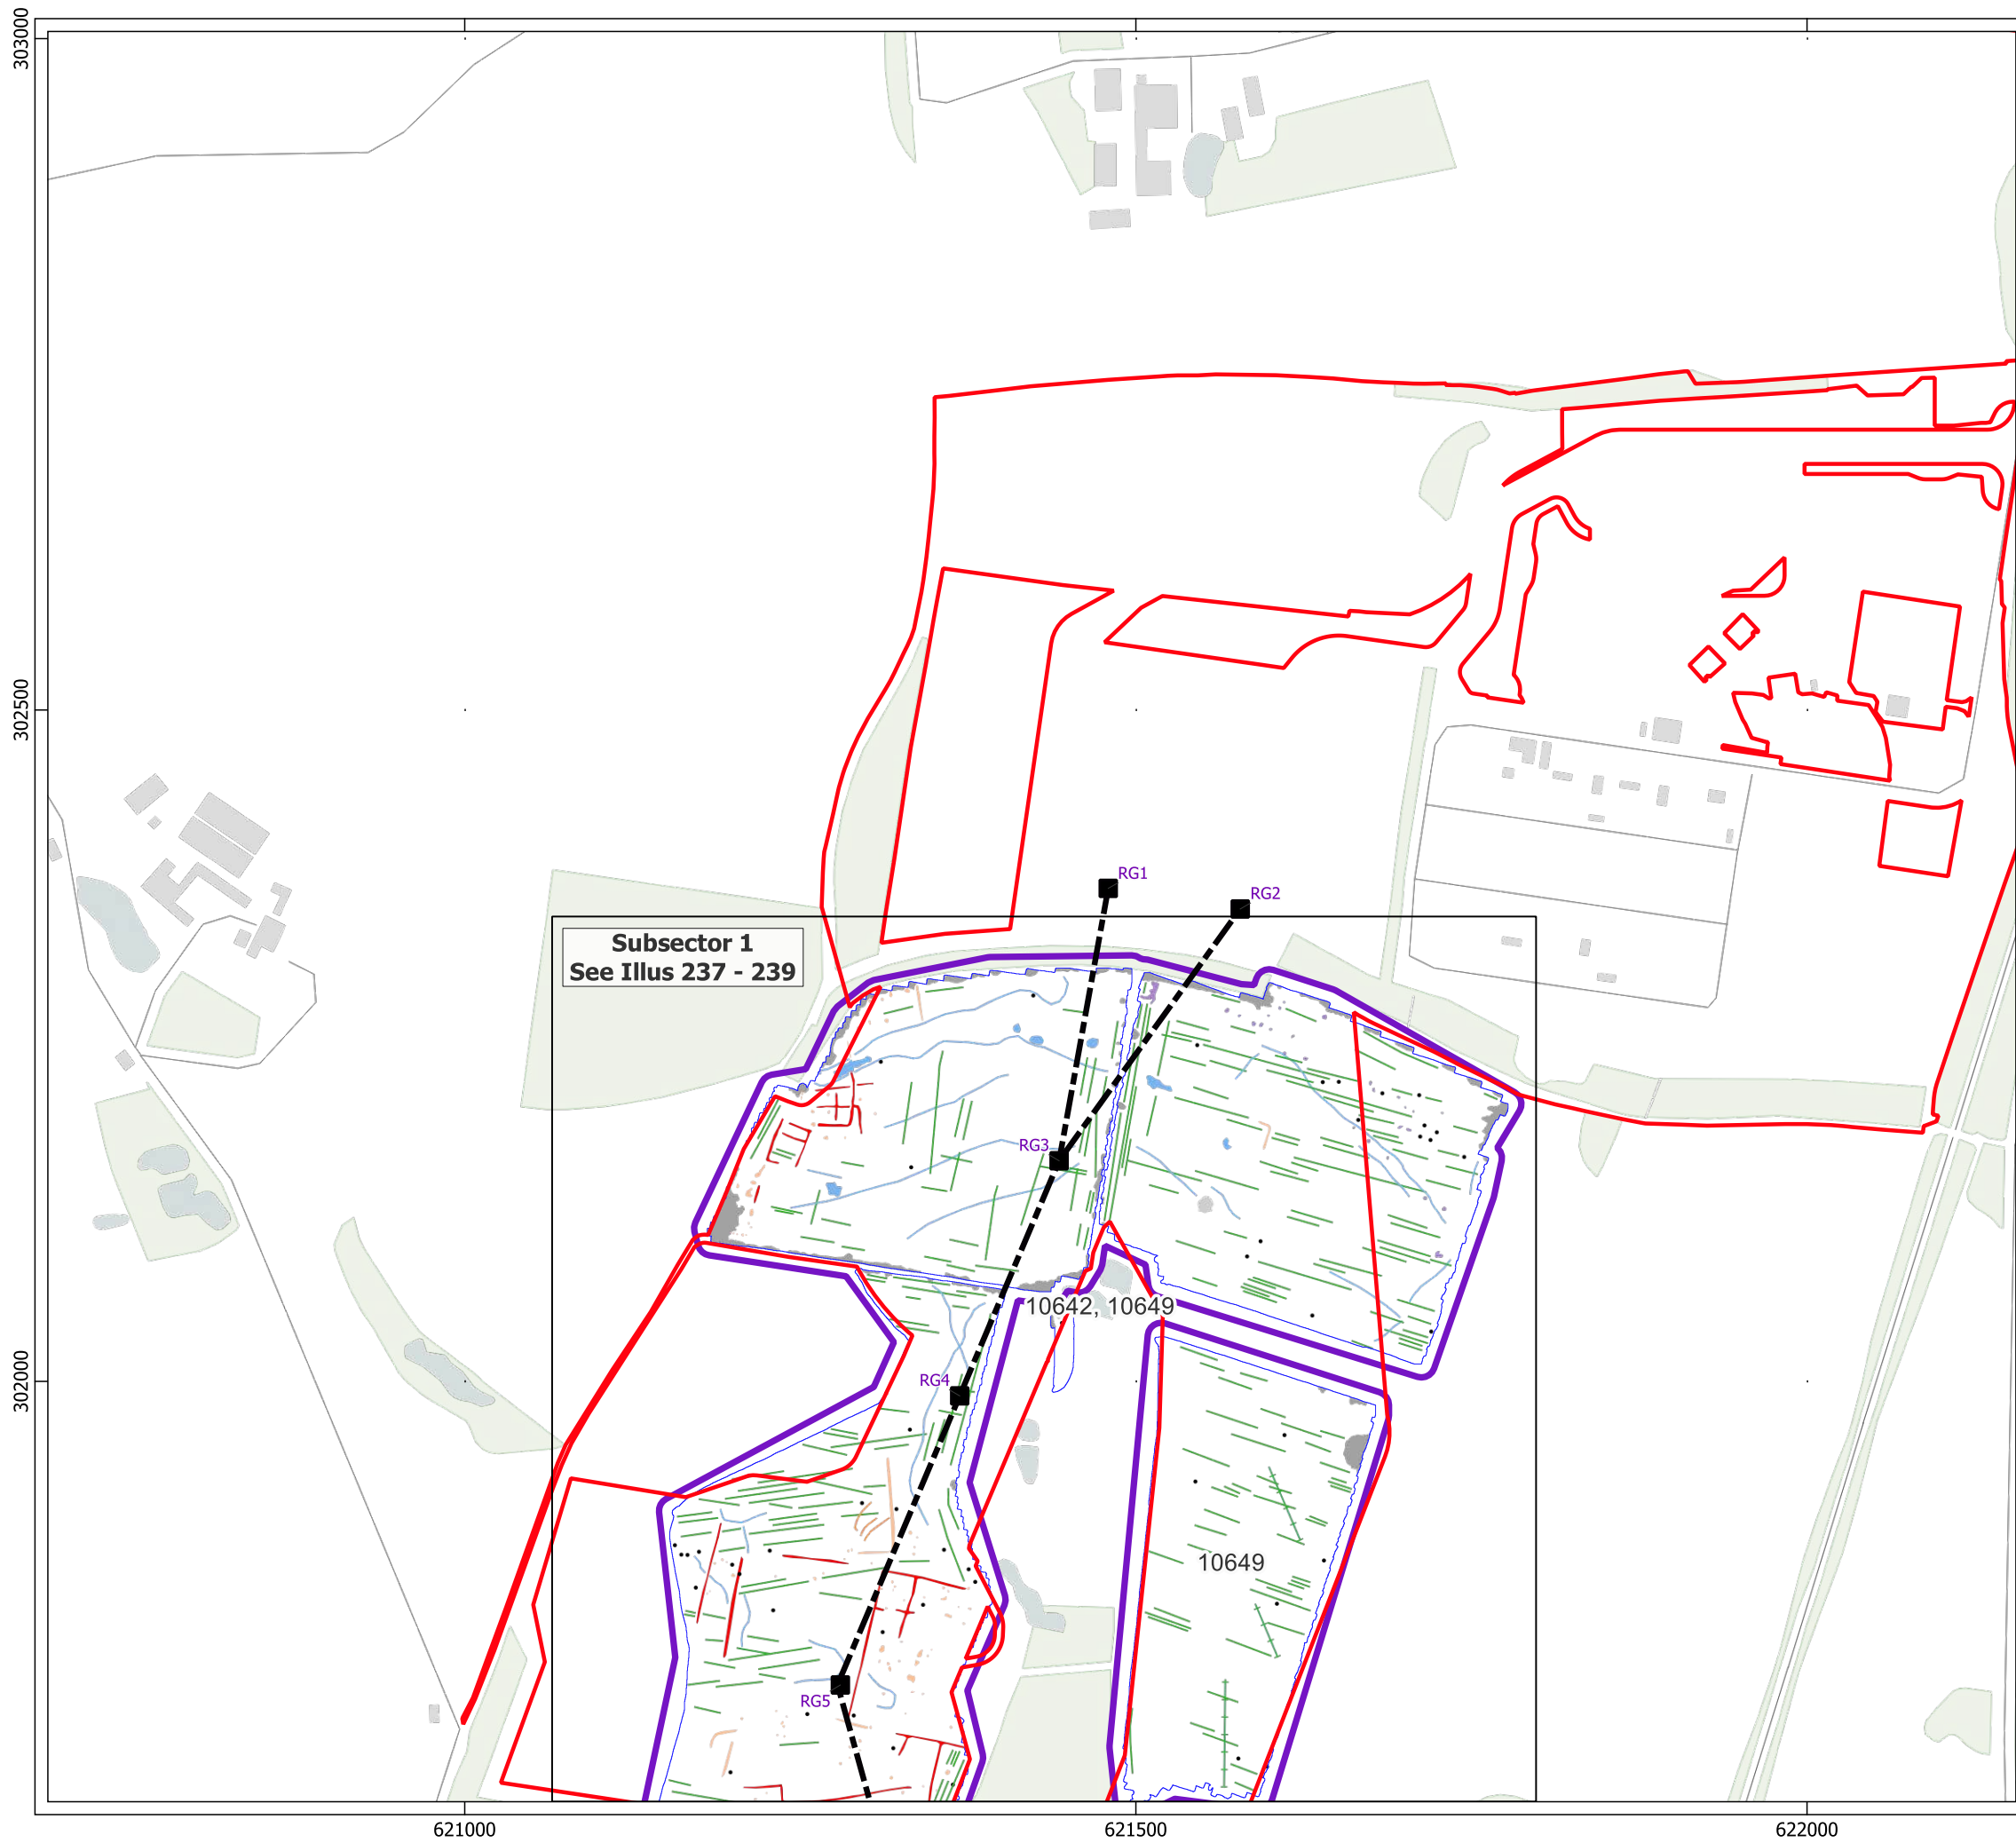 303000
RG1
RG2
302500
Subsector 1
See Illus 237 - 239
RG3
10642, 10649
302000
RG4
10649
RG5
621000
621500
622000